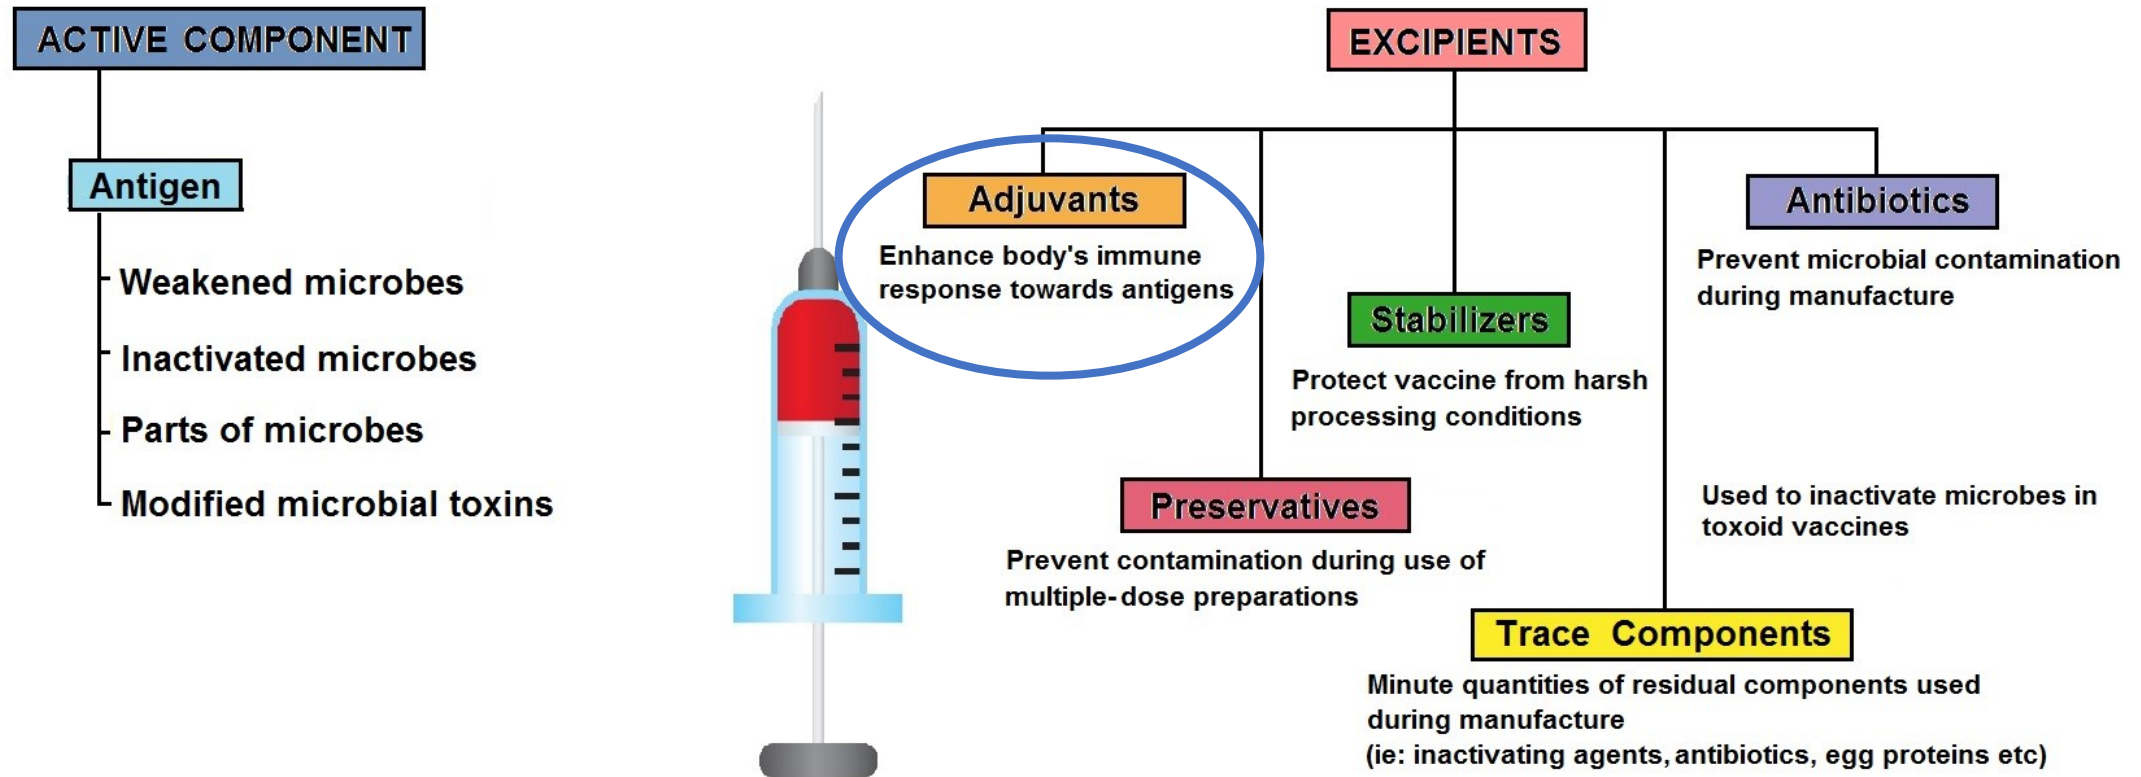 ACTIVE COMPONENT
Antigen
Weakened microbes
Inactivated microbes
Parts of microbes
Modified microbial toxins
EXCIPIENTS
Adjuvants
Enhance body's immune
response towards antigens
Antibiotics
Prevent microbial contamination
during manufacture
Stabilizers
Protect vaccine from harsh
processing conditions
Preservatives
Prevent contamination during use of
multiple-dose preparations
Used to inactivate microbes in
toxoid vaccines
Trace Components
Minute quantities of residual components used
during manufacture
(ie: inactivating agents, antibiotics, egg proteins etc)